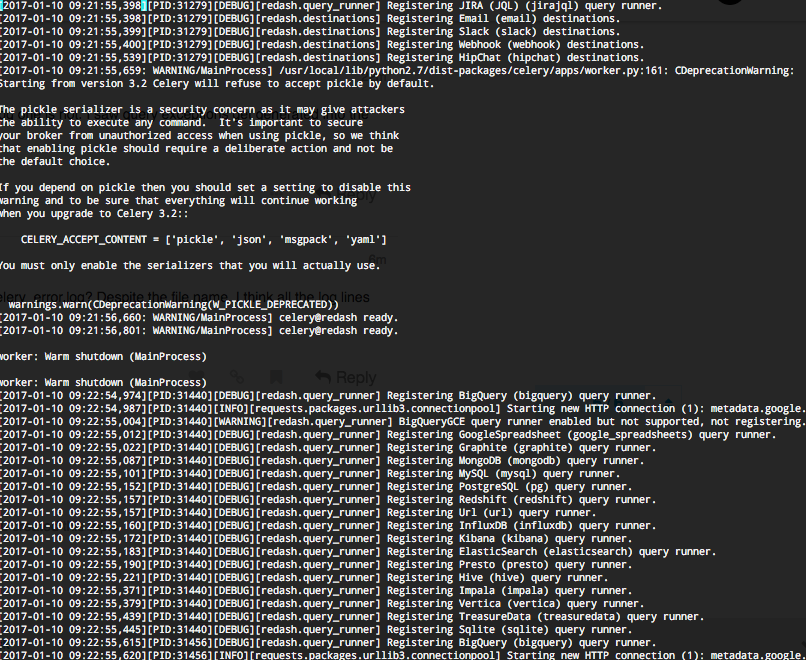 [2017-01-10 09:21:55,398][PID:31279][DEBUG][redash.query_runner] Registering JIRA (JQL) (jirajql) query runner.
[2017-01-10 09:21:55,398][PID:31279][DEBUG][redash.destinations] Registering Email (email) destinations.
[2017-01-10 09:21:55,399][PID:31279][DEBUG][redash.destinations] Registering Slack (slack) destinations.
[2017-01-10 09:21:55,400][PID:31279][DEBUG][redash.destinations] Registering Webhook (webhook) destinations.
[2017-01-10 09:21:55,539][PID:31279][DEBUG][redash.destinations] Registering HipChat (hipchat) destinations.
[2017-01-10 09:21:55,659: WARNING/MainProcess] /usr/local/lib/python2.7/dist-packages/celery/apps/worker.py:161: CDeprecationWarning:
Starting from version 3.2 Celery will refuse to accept pickle by default.
The pickle serializer is a security concern as it may give attackers
the ability to execute any command.  It's important to secure
your broker from unauthorized access when using pickle, so we think
that enabling pickle should require a deliberate action and not be
the default choice.
If you depend on pickle then you should set a setting to disable this
warning and to be sure that everything will continue working
when you upgrade to Celery 3.2::
CELERY_ACCEPT_CONTENT = ['pickle', 'json', 'msgpack', 'yaml']
You must only enable the serializers that you will actually use.
6m
celery_error.log? Despite the file name, I think all the log lines
warnings.warn(CDeprecationWarning(W_PICKLE_DEPRECATED))
[2017-01-10 09:21:56,660: WARNING/MainProcess] celery@redash ready.
[2017-01-10 09:21:56,801: WARNING/MainProcess] celery@redash ready.
worker: Warm shutdown (MainProcess)
Reply
worker: Warm shutdown (MainProcess)
[2017-01-10 09:22:54,974][PID:31440][DEBUG][redash.query_runner] Registering BigQuery (bigquery) query runner.
[2017-01-10 09:22:54,987][PID:31440][INFO][requests.packages.urllib3.connectionpool] Starting new HTTP connection (1): metadata.google.
[2017-01-10 09:22:55,004][PID:31440][WARNING][redash.query_runner] BigQueryGCE query runner enabled but not supported, not registering.
[2017-01-10 09:22:55,012][PID:31440][DEBUG][redash.query_runner] Registering GoogleSpreadsheet (google_spreadsheets) query runner.
[2017-01-10 09:22:55,022][PID:31440][DEBUG][redash.query_runner] Registering Graphite (graphite) query runner.
[2017-01-10 09:22:55,087][PID:31440][DEBUG][redash.query_runner] Registering MongoDB (mongodb) query runner.
[2017-01-10 09:22:55,101][PID:31440][DEBUG][redash.query_runner] Registering MySQL (mysql) query runner.
[2017-01-10 09:22:55,152][PID:31440][DEBUG][redash.query_runner] Registering PostgreSQL (pg) query runner.
[2017-01-10 09:22:55,157][PID:31440][DEBUG][redash.query_runner] Registering Redshift (redshift) query runner.
[2017-01-10 09:22:55,157][PID:31440][DEBUG][redash.query_runner] Registering Url (url) query runner.
[2017-01-10 09:22:55,160][PID:31440][DEBUG][redash.query_runner] Registering InfluxDB (influxdb) query runner.
[2017-01-10 09:22:55,172][PID:31440][DEBUG][redash.query_runner] Registering Kibana (kibana) query runner.
[2017-01-10 09:22:55,183][PID:31440][DEBUG][redash.query_runner] Registering ElasticSearch (elasticsearch) query runner.
[2017-01-10 09:22:55,190][PID:31440][DEBUG][redash.query_runner] Registering Presto (presto) query runner.
[2017-01-10 09:22:55,221][PID:31440][DEBUG][redash.query_runner] Registering Hive (hive) query runner.
[2017-01-10 09:22:55,371][PID:31440][DEBUG][redash.query_runner] Registering Impala (impala) query runner.
[2017-01-10 09:22:55,379][PID:31440][DEBUG][redash.query_runner] Registering Vertica (vertica) query runner.
[2017-01-10 09:22:55,439][PID:31440][DEBUG][redash.query_runner] Registering TreasureData (treasuredata) query runner.
[2017-01-10 09:22:55,445][PID:31440][DEBUG][redash.query_runner] Registering Sqlite (sqlite) query runner.
[2017-01-10 09:22:55,615][PID:31456][DEBUG][redash.query_runner] Registering BigQuery (bigquery) query runner.
[2017-01-10 09:22:55,620][PID:31456][INFO][requests.packages.urllib3.connectionpool] Starting new HTTP connection (1): metadata.google.